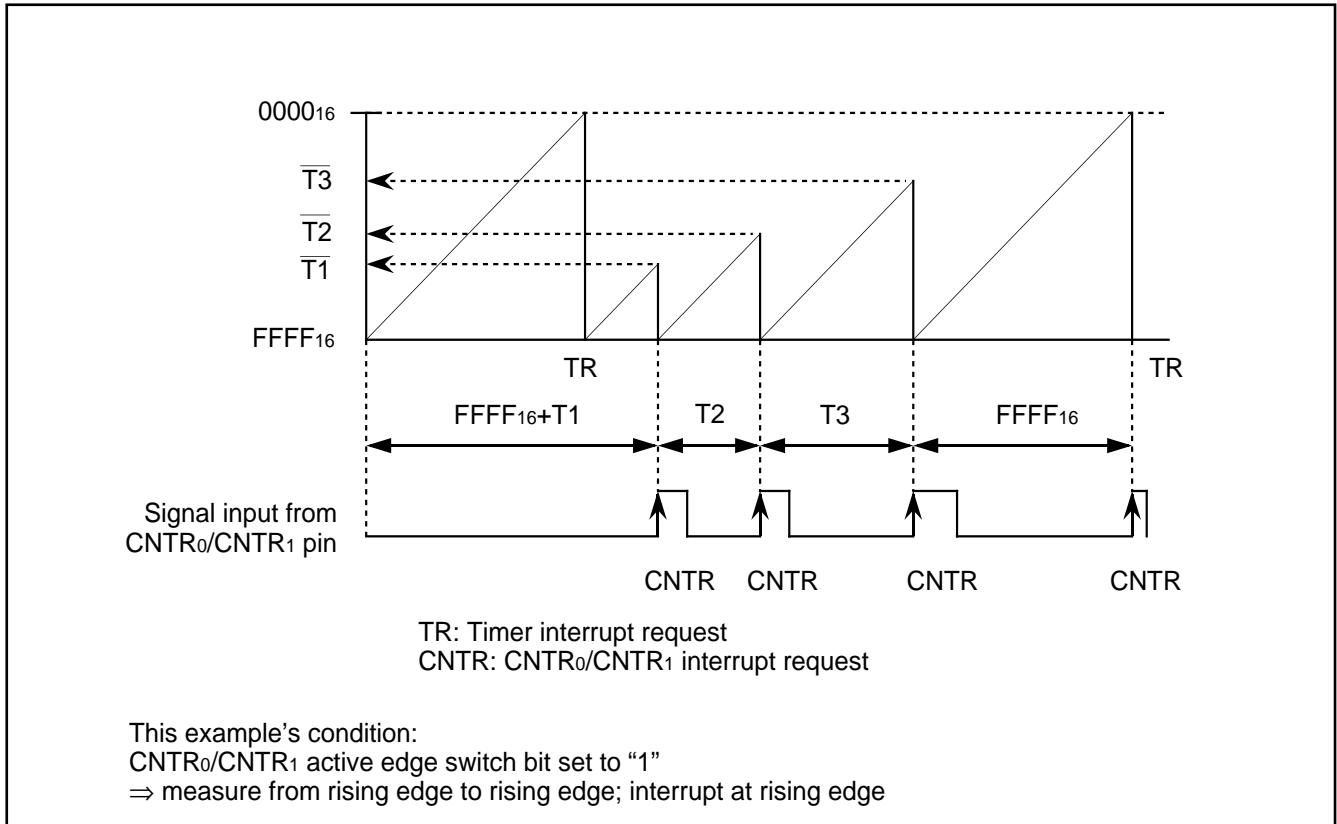 0000₁₆
T3
T2
T1
FFFF₁₆
TR
TR
FFFF₁₆+T1
T2
T3
FFFF₁₆
Signal input from
CNTR₀/CNTR₁ pin
CNTR
CNTR
CNTR
CNTR
TR: Timer interrupt request
CNTR: CNTR₀/CNTR₁ interrupt request
This example’s condition:
CNTR₀/CNTR₁ active edge switch bit set to “1”
⇒ measure from rising edge to rising edge; interrupt at rising edge